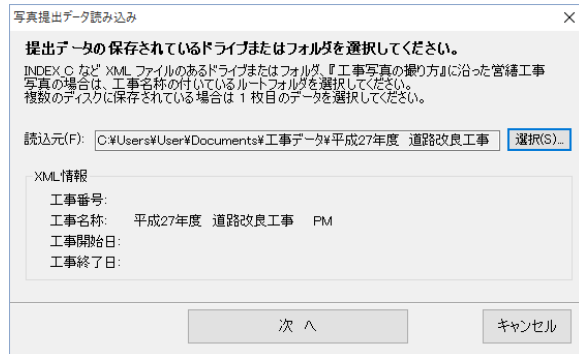 写真提出データ読み込み
提出データの保存されているドライブまたはフォルダを選択してください。
INDEX_C など XML ファイルのあるドライブまたはフォルダ、『工事写真の撮り方』に沿った営繕工事
写真の場合は、工事名称の付いているルートフォルダを選択してください。
複数のディスクに保存されている場合は 1 枚目のデータを選択してください。
読込元(F): C:¥Users¥User¥Documents¥工事データ¥平成27年度 道路改良工事 選択(S)...
XML情報
工事番号:
工事名称: 平成27年度 道路改良工事 PM
工事開始日:
工事終了日:
次 へ キャンセル